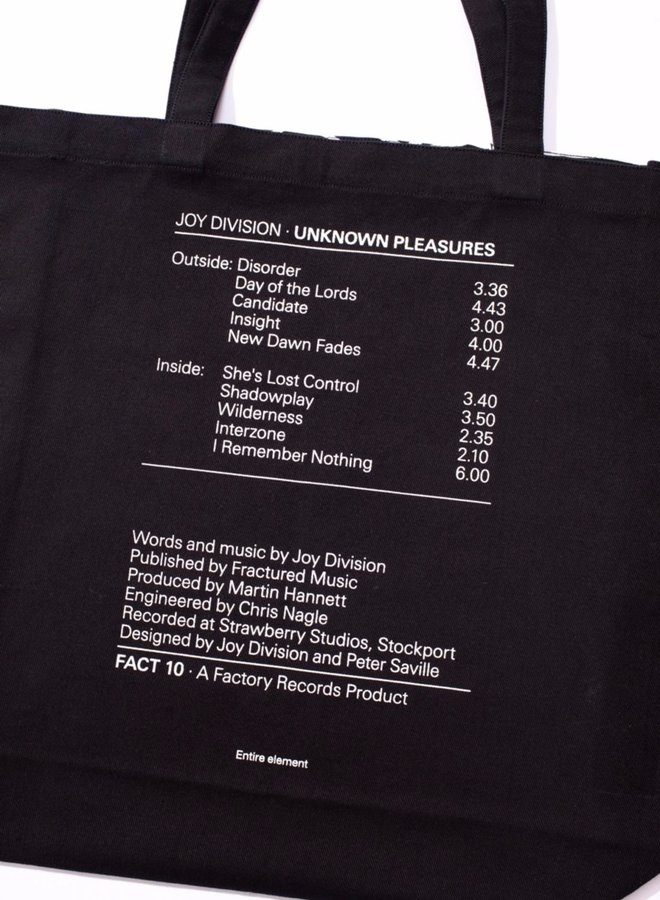 JOY DIVISION · UNKNOWN PLEASURES
Outside: Disorder 3.36
Day of the Lords 4.43
Candidate 3.00
Insight 4.00
New Dawn Fades 4.47
Inside: She's Lost Control 3.40
Shadowplay 3.50
Wilderness 2.35
Interzone 2.10
I Remember Nothing 6.00
Words and music by Joy Division
Published by Fractured Music
Produced by Martin Hannett
Engineered by Chris Nagle
Recorded at Strawberry Studios, Stockport
Designed by Joy Division and Peter Saville
FACT 10 · A Factory Records Product
Entire element